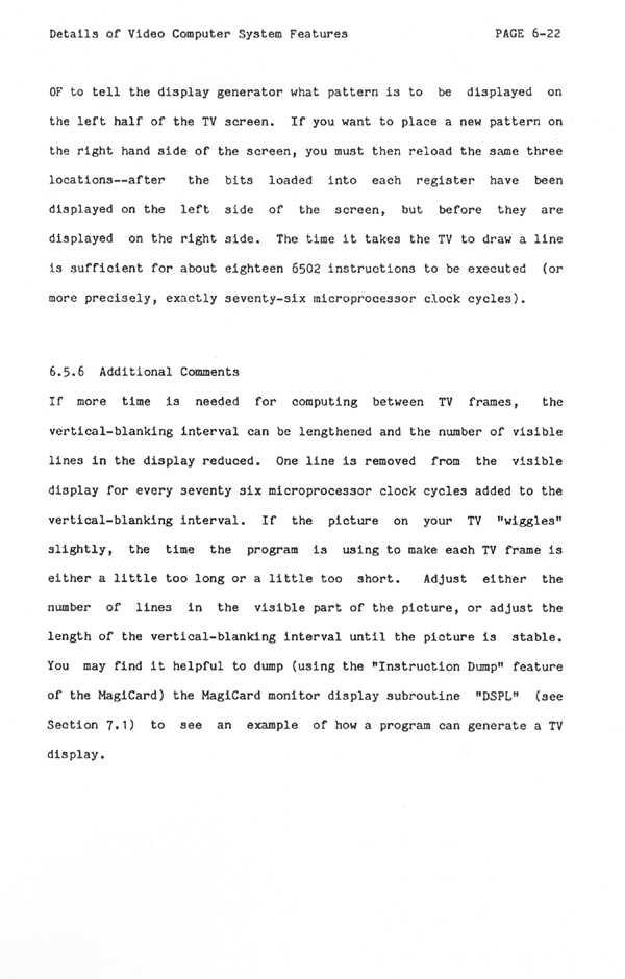 Details of Video Computer System Features PAGE 6-22
OF to tell the display generator what pattern is to be displayed on
the left half of the TV screen. If you want to place a new pattern on
the right hand side of the screen, you must then reload the same three
locations--after the bits loaded into each register have been
displayed on the left side of the screen, but before they are
displayed on the right side. The time it takes the TV to draw a line
is sufficient for about eighteen 6502 instructions to be executed (or
more precisely, exactly seventy-six microprocessor clock cycles).
6.5.6 Additional Comments
If more time is needed for computing between TV frames, the
vertical-blanking interval can be lengthened and the number of visible
lines in the display reduced. One line is removed from the visible
display for every seventy six microprocessor clock cycles added to the
vertical-blanking interval. If the picture on your TV "wiggles"
slightly, the time the program is using to make each TV frame is
either a little too long or a little too short. Adjust either the
number of lines in the visible part of the picture, or adjust the
length of the vertical-blanking interval until the picture is stable.
You may find it helpful to dump (using the "Instruction Dump" feature
of the MagiCard) the MagiCard monitor display subroutine "DSPL" (see
Section 7.1) to see an example of how a program can generate a TV
display.